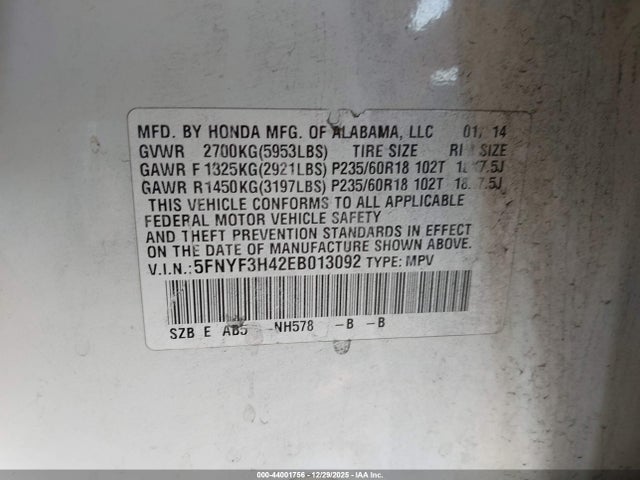 MFD. BY HONDA MFG. OF ALABAMA, LLC 01/14
GVWR 2700KG(5953LBS) TIRE SIZE RIM SIZE
GAWR F 1325KG(2921LBS) P235/60R18 102T 18X7.5J
GAWR R 1450KG(3197LBS) P235/60R18 102T 18X7.5J
THIS VEHICLE CONFORMS TO ALL APPLICABLE
FEDERAL MOTOR VEHICLE SAFETY
AND THEFT PREVENTION STANDARDS IN EFFECT
ON THE DATE OF MANUFACTURE SHOWN ABOVE.
V.I.N.:5FNYF3H42EB013092 TYPE: MPV
SZB E AB5 -NH578 -B -B
000-44001756 - 12/29/2025 - IAA Inc.